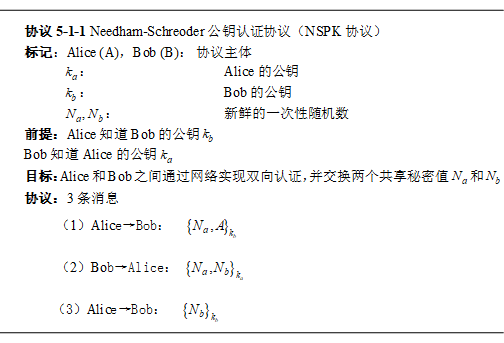 协议 5-1-1 Needham-Schreoder 公钥认证协议（NSPK 协议）
标记：Alice (A)，Bob (B)： 协议主体
k_a： Alice 的公钥
k_b： Bob 的公钥
N_a, N_b： 新鲜的一次性随机数
前提：Alice 知道 Bob 的公钥 k_b
Bob 知道 Alice 的公钥 k_a
目标：Alice 和 Bob 之间通过网络实现双向认证，并交换两个共享秘密值 N_a 和 N_b
协议：3 条消息
（1）Alice→Bob： {N_a, A}_{k_b}
（2）Bob→Alice： {N_a, N_b}_{k_a}
（3）Alice→Bob： {N_b}_{k_b}